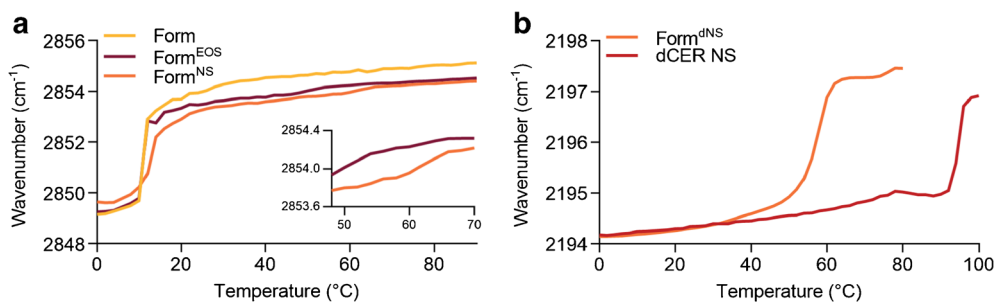 a
Form
Form^EOS
Form^NS
Wavenumber (cm⁻¹)
2856
2854
2852
2850
2848
0 20 40 60 80
Temperature (°C)
2854.4
2854.0
2853.6
50 60 70
b
Form^dNS
dCER NS
Wavenumber (cm⁻¹)
2198
2197
2196
2195
2194
0 20 40 60 80 100
Temperature (°C)